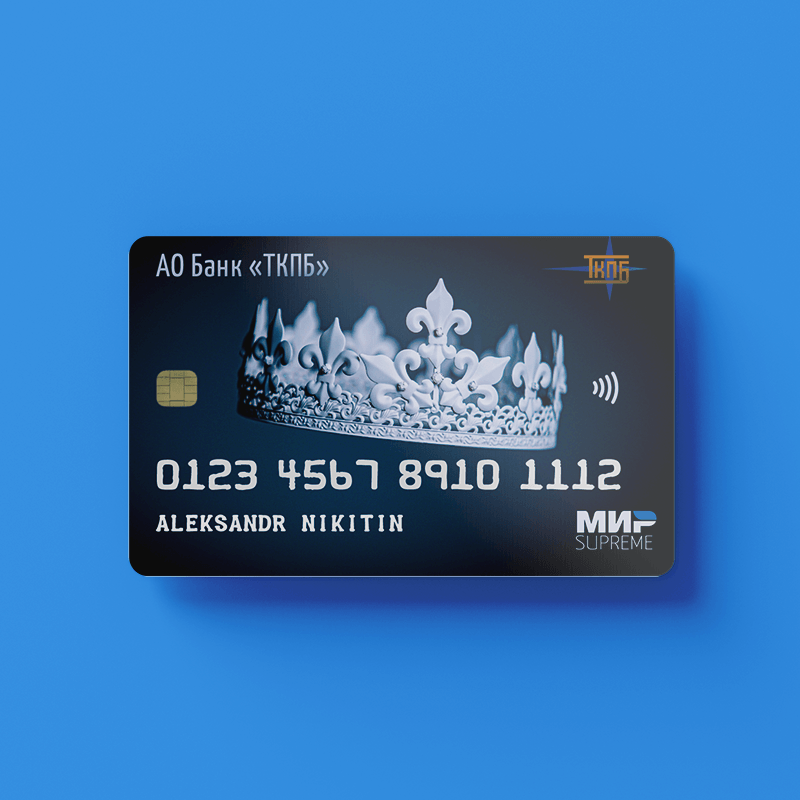 АО Банк «ТКПБ»
ТКПБ
0123 4567 8910 1112
ALEKSANDR NIKITIN
МИР
SUPREME